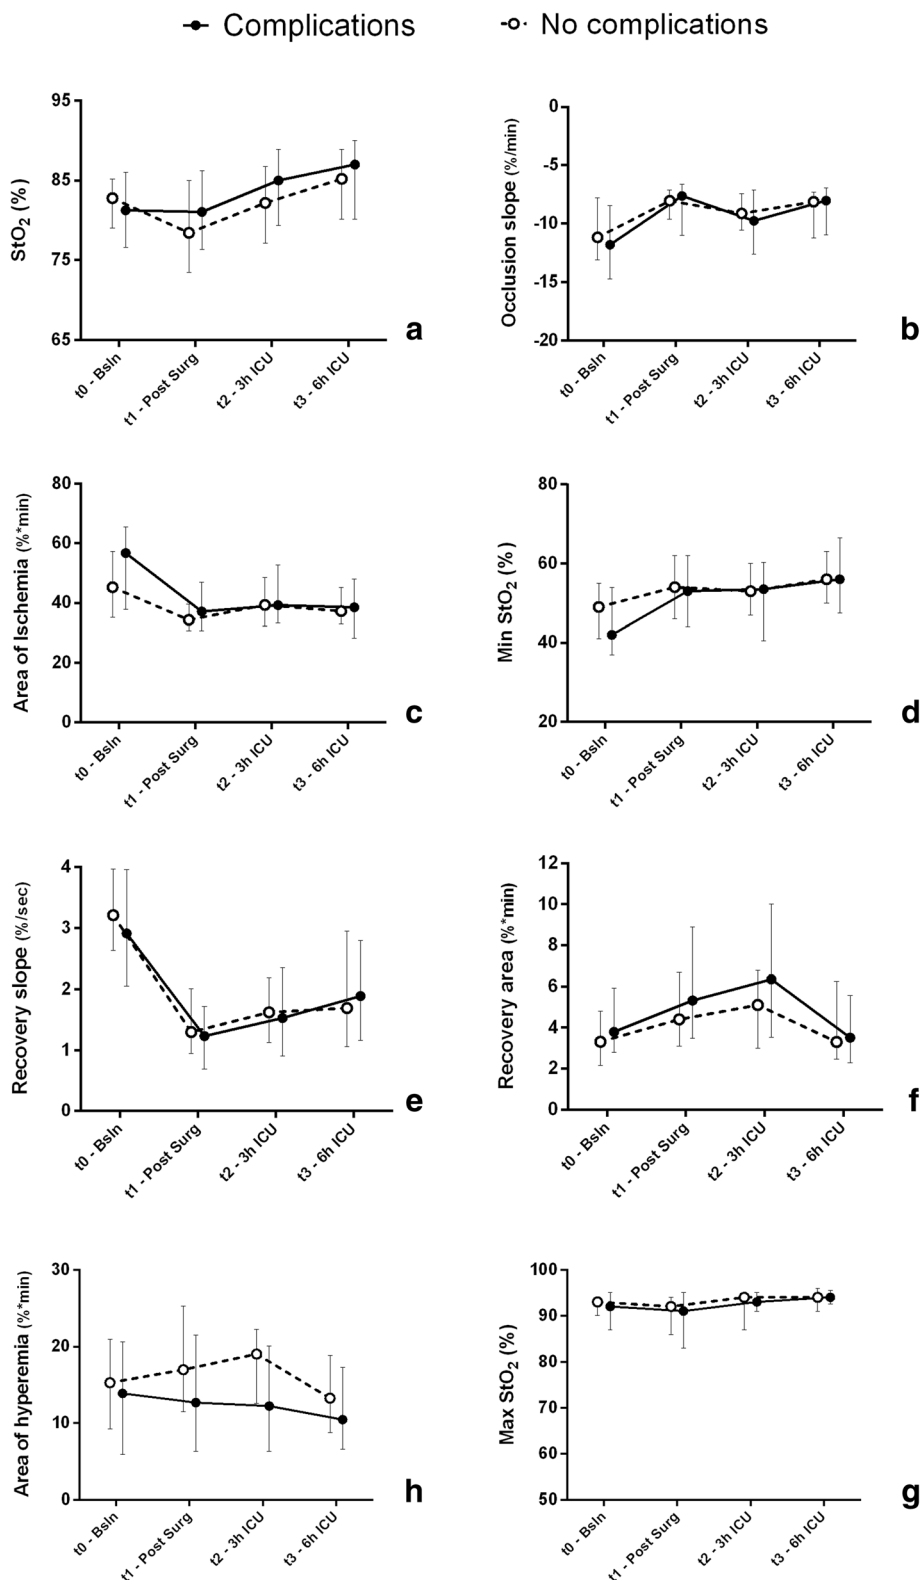 Complications No complications
StO2 (%)
95
85
75
65
t0 - Bsln
t1 - Post Surg
t2 - 3h ICU
t3 - 6h ICU
a
Occlusion slope (%/min)
0
-5
-10
-15
-20
t0 - Bsln
t1 - Post Surg
t2 - 3h ICU
t3 - 6h ICU
b
Area of Ischemia (%*min)
80
60
40
20
0
t0 - Bsln
t1 - Post Surg
t2 - 3h ICU
t3 - 6h ICU
c
Min StO2 (%)
80
60
40
20
t0 - Bsln
t1 - Post Surg
t2 - 3h ICU
t3 - 6h ICU
d
Recovery slope (%/sec)
4
3
2
1
0
t0 - Bsln
t1 - Post Surg
t2 - 3h ICU
t3 - 6h ICU
e
Recovery area (%*min)
12
10
8
6
4
2
0
t0 - Bsln
t1 - Post Surg
t2 - 3h ICU
t3 - 6h ICU
f
Area of hyperemia (%*min)
30
20
10
0
t0 - Bsln
t1 - Post Surg
t2 - 3h ICU
t3 - 6h ICU
h
Max StO2 (%)
100
90
80
70
60
50
t0 - Bsln
t1 - Post Surg
t2 - 3h ICU
t3 - 6h ICU
g